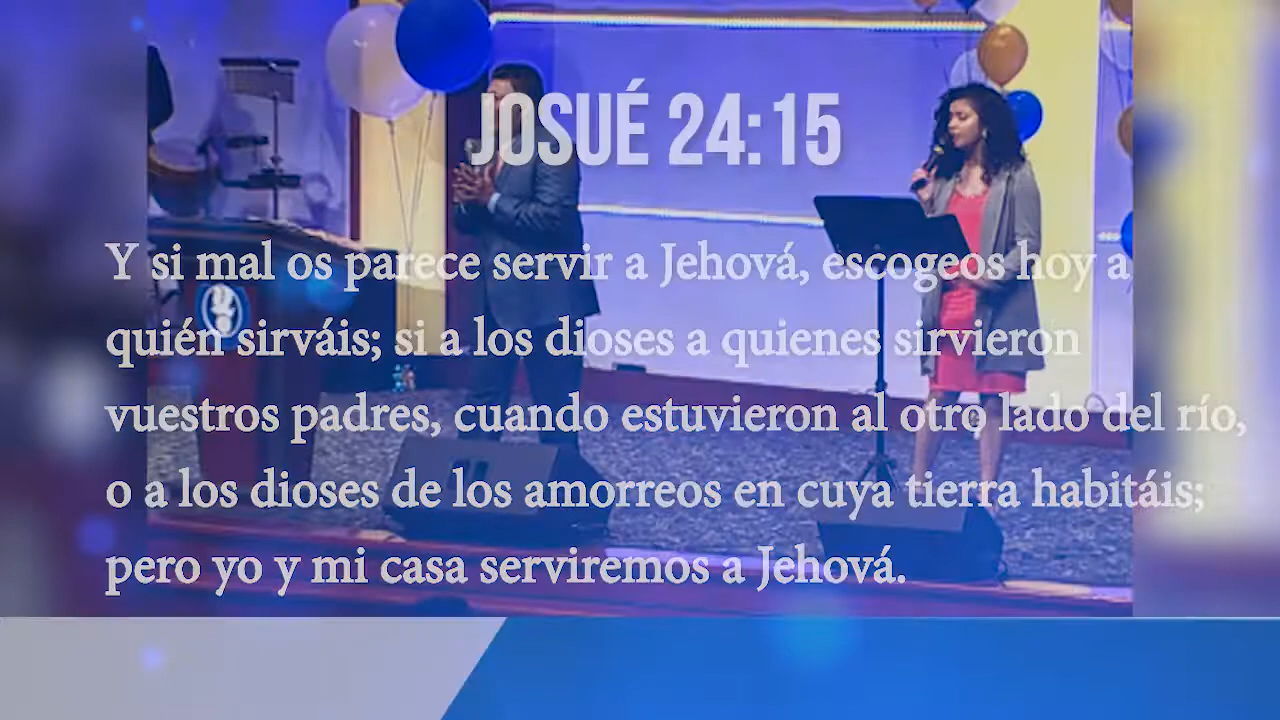 JOSUÉ 24:15
Y si mal os parece servir a Jehová, escogeos hoy a
quién sirváis; si a los dioses a quienes sirvieron
vuestros padres, cuando estuvieron al otro lado del río,
o a los dioses de los amorreos en cuya tierra habitáis;
pero yo y mi casa serviremos a Jehová.